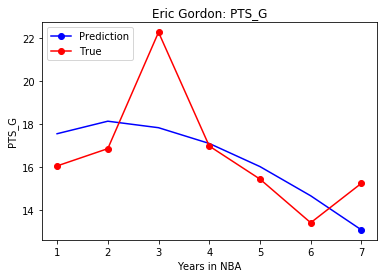 Eric Gordon: PTS_G
Prediction
True
PTS_G
22
20
18
16
14
1 2 3 4 5 6 7
Years in NBA